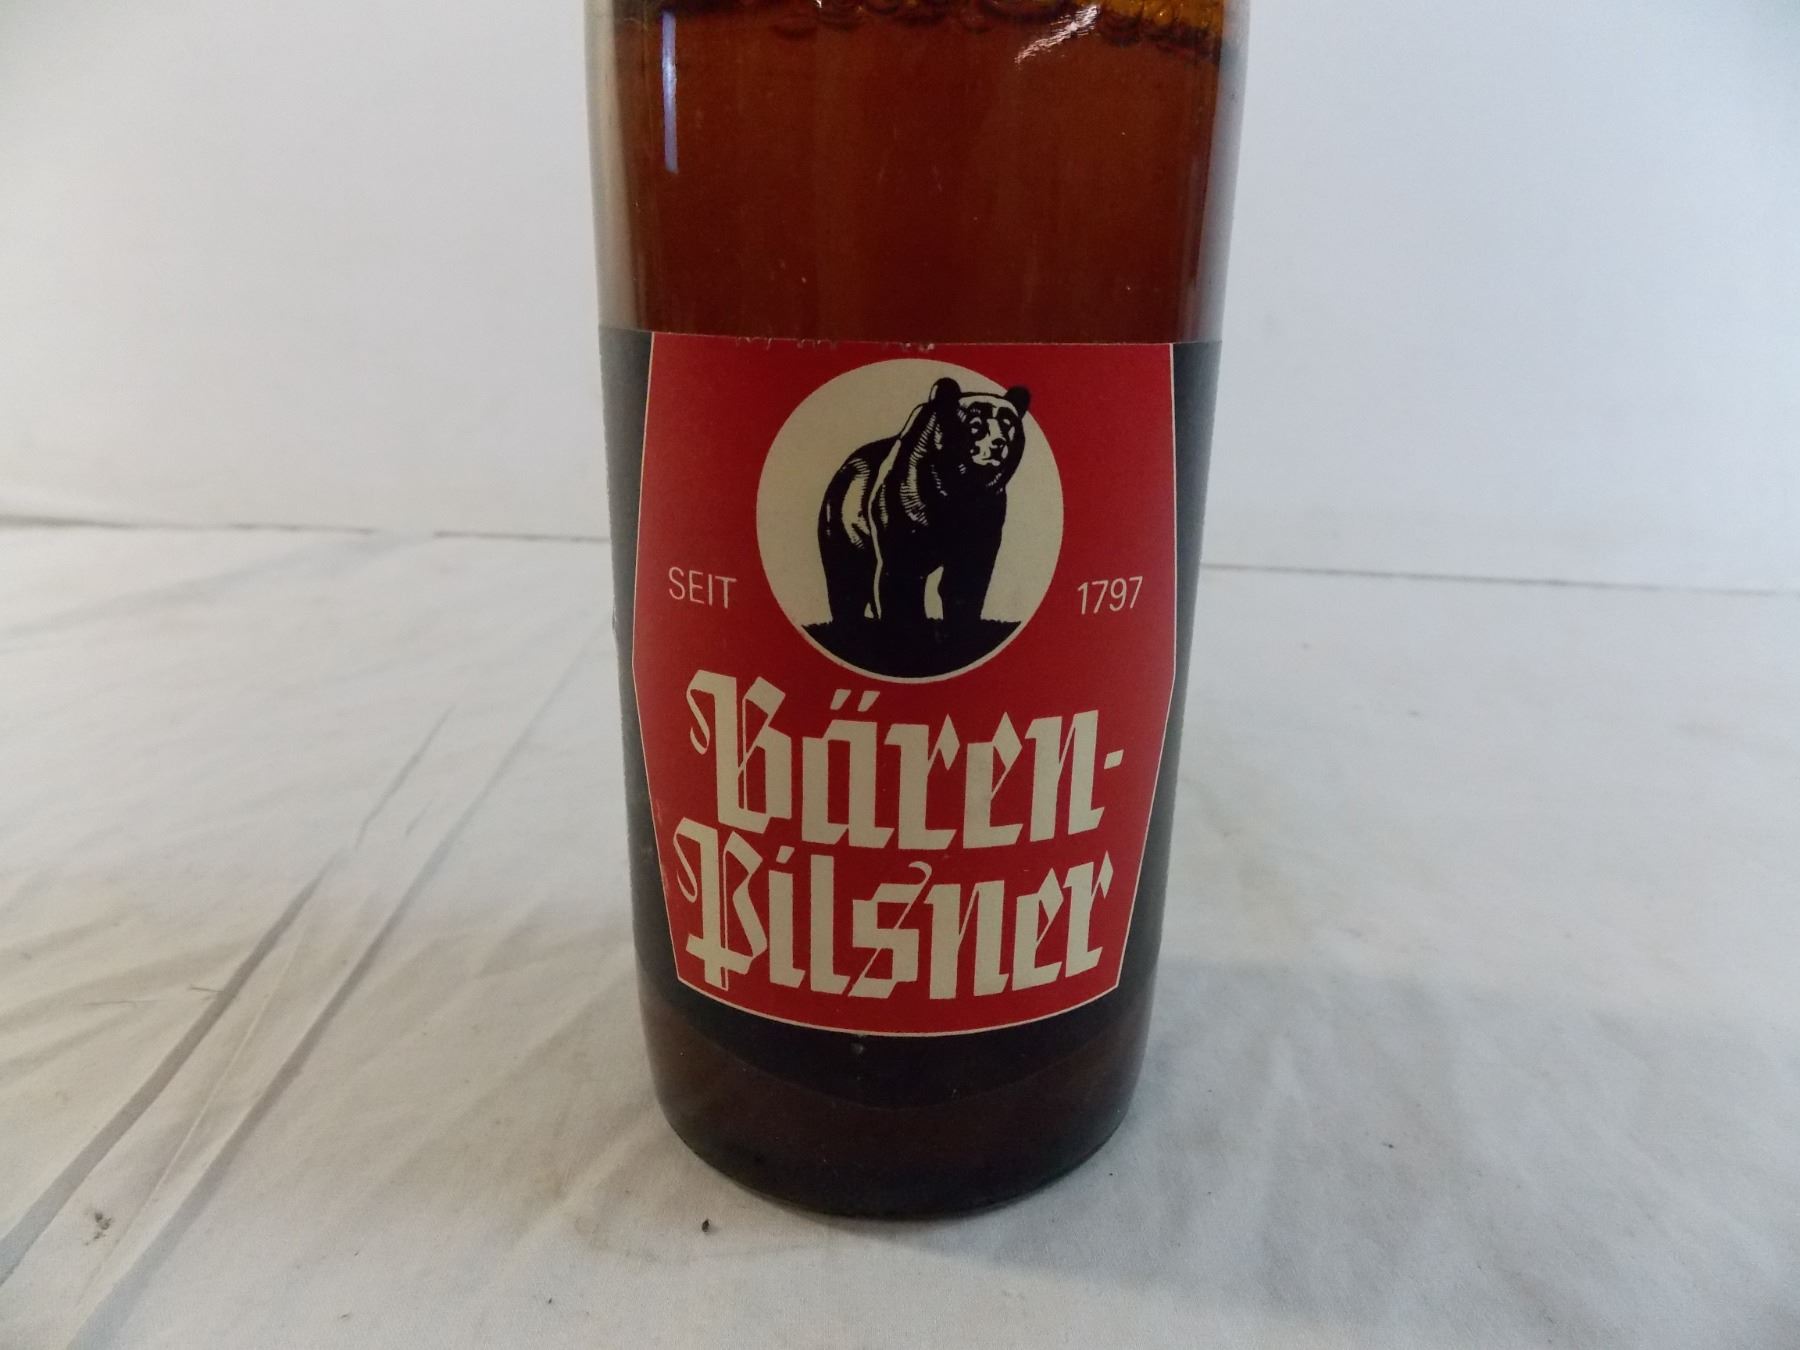 SEIT 1797
Bären-
Pilsner